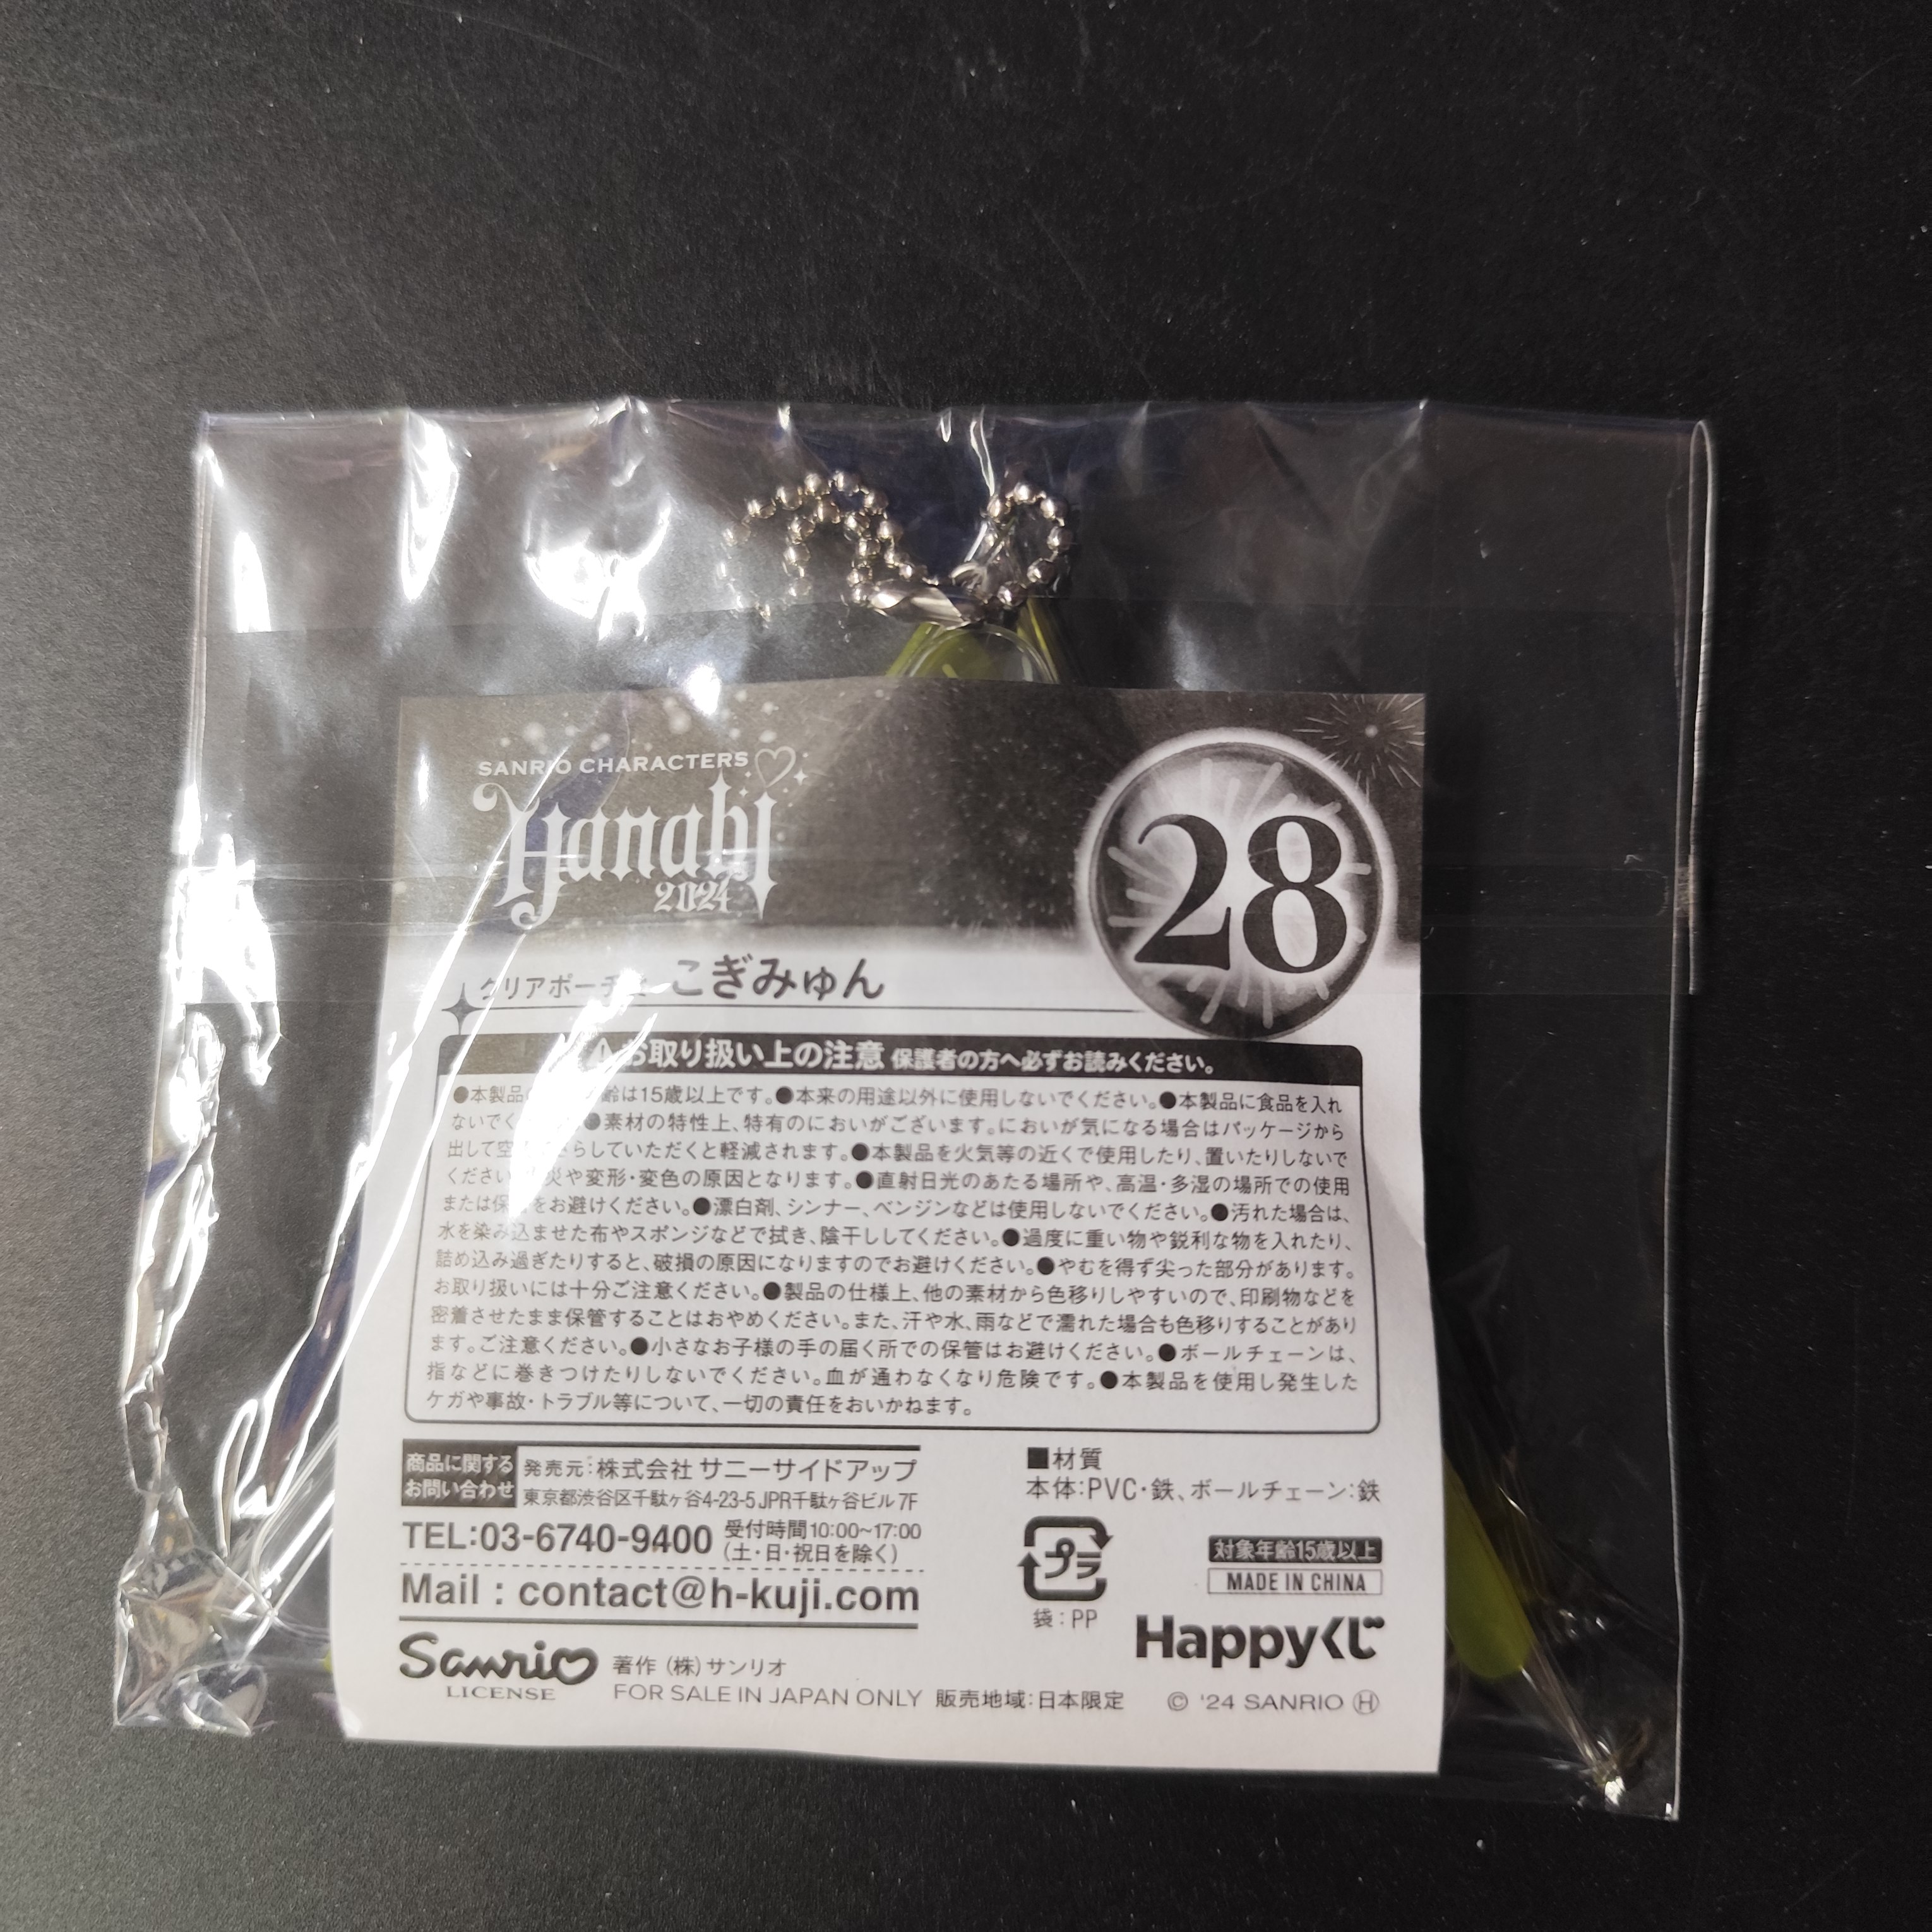 SANRIO CHARACTERS
Hanabi
2024
28
クリアポーチ こぎみゅん
お取り扱い上の注意 保護者の方へ必ずお読みください。
●本製品 齢は15歳以上です。●本来の用途以外に使用しないでください。●本製品に食品を入れ
ないでく ●素材の特性上、特有のにおいがございます。においが気になる場合はパッケージから
出して空 さらしていただくと軽減されます。●本製品を火気等の近くで使用したり、置いたりしないで
ください 炎や変形・変色の原因となります。●直射日光のあたる場所や、高温・多湿の場所での使用
または保 をお避けください。●漂白剤、シンナー、ベンジンなどは使用しないでください。●汚れた場合は、
水を染み込ませた布やスポンジなどで拭き、陰干ししてください。●過度に重い物や鋭利な物を入れたり、
詰め込み過ぎたりすると、破損の原因になりますのでお避けください。●やむを得ず尖った部分があります。
お取り扱いには十分ご注意ください。●製品の仕様上、他の素材から色移りしやすいので、印刷物などを
密着させたまま保管することはおやめください。また、汗や水、雨などで濡れた場合も色移りすることがあり
ます。ご注意ください。●小さなお子様の手の届く所での保管はお避けください。●ボールチェーンは、
指などに巻きつけたりしないでください。血が通わなくなり危険です。●本製品を使用し発生した
ケガや事故・トラブル等について、一切の責任をおいかねます。
商品に関する
お問い合わせ
発売元：株式会社 サニーサイドアップ
東京都渋谷区千駄ヶ谷4-23-5 JPR千駄ヶ谷ビル 7F
TEL:03-6740-9400 受付時間10:00~17:00
（土・日・祝日を除く）
Mail : contact@h-kuji.com
■材質
本体：PVC・鉄、ボールチェーン：鉄
プラ
袋：PP
対象年齢15歳以上
MADE IN CHINA
Happyくじ
Sanrio
LICENSE
著作（株）サンリオ
FOR SALE IN JAPAN ONLY 販売地域：日本限定
© '24 SANRIO Ⓗ